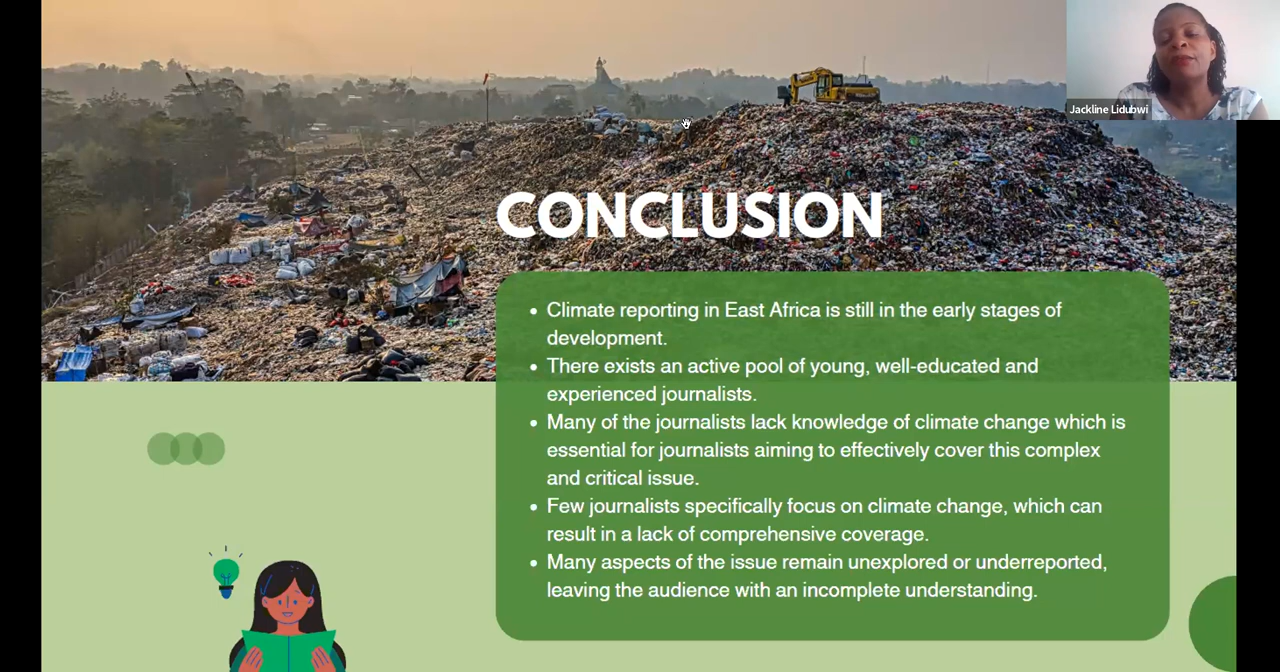 Jackline Lidubwi
CONCLUSION
• Climate reporting in East Africa is still in the early stages of
development.
• There exists an active pool of young, well-educated and
experienced journalists.
• Many of the journalists lack knowledge of climate change which is
essential for journalists aiming to effectively cover this complex
and critical issue.
• Few journalists specifically focus on climate change, which can
result in a lack of comprehensive coverage.
• Many aspects of the issue remain unexplored or underreported,
leaving the audience with an incomplete understanding.